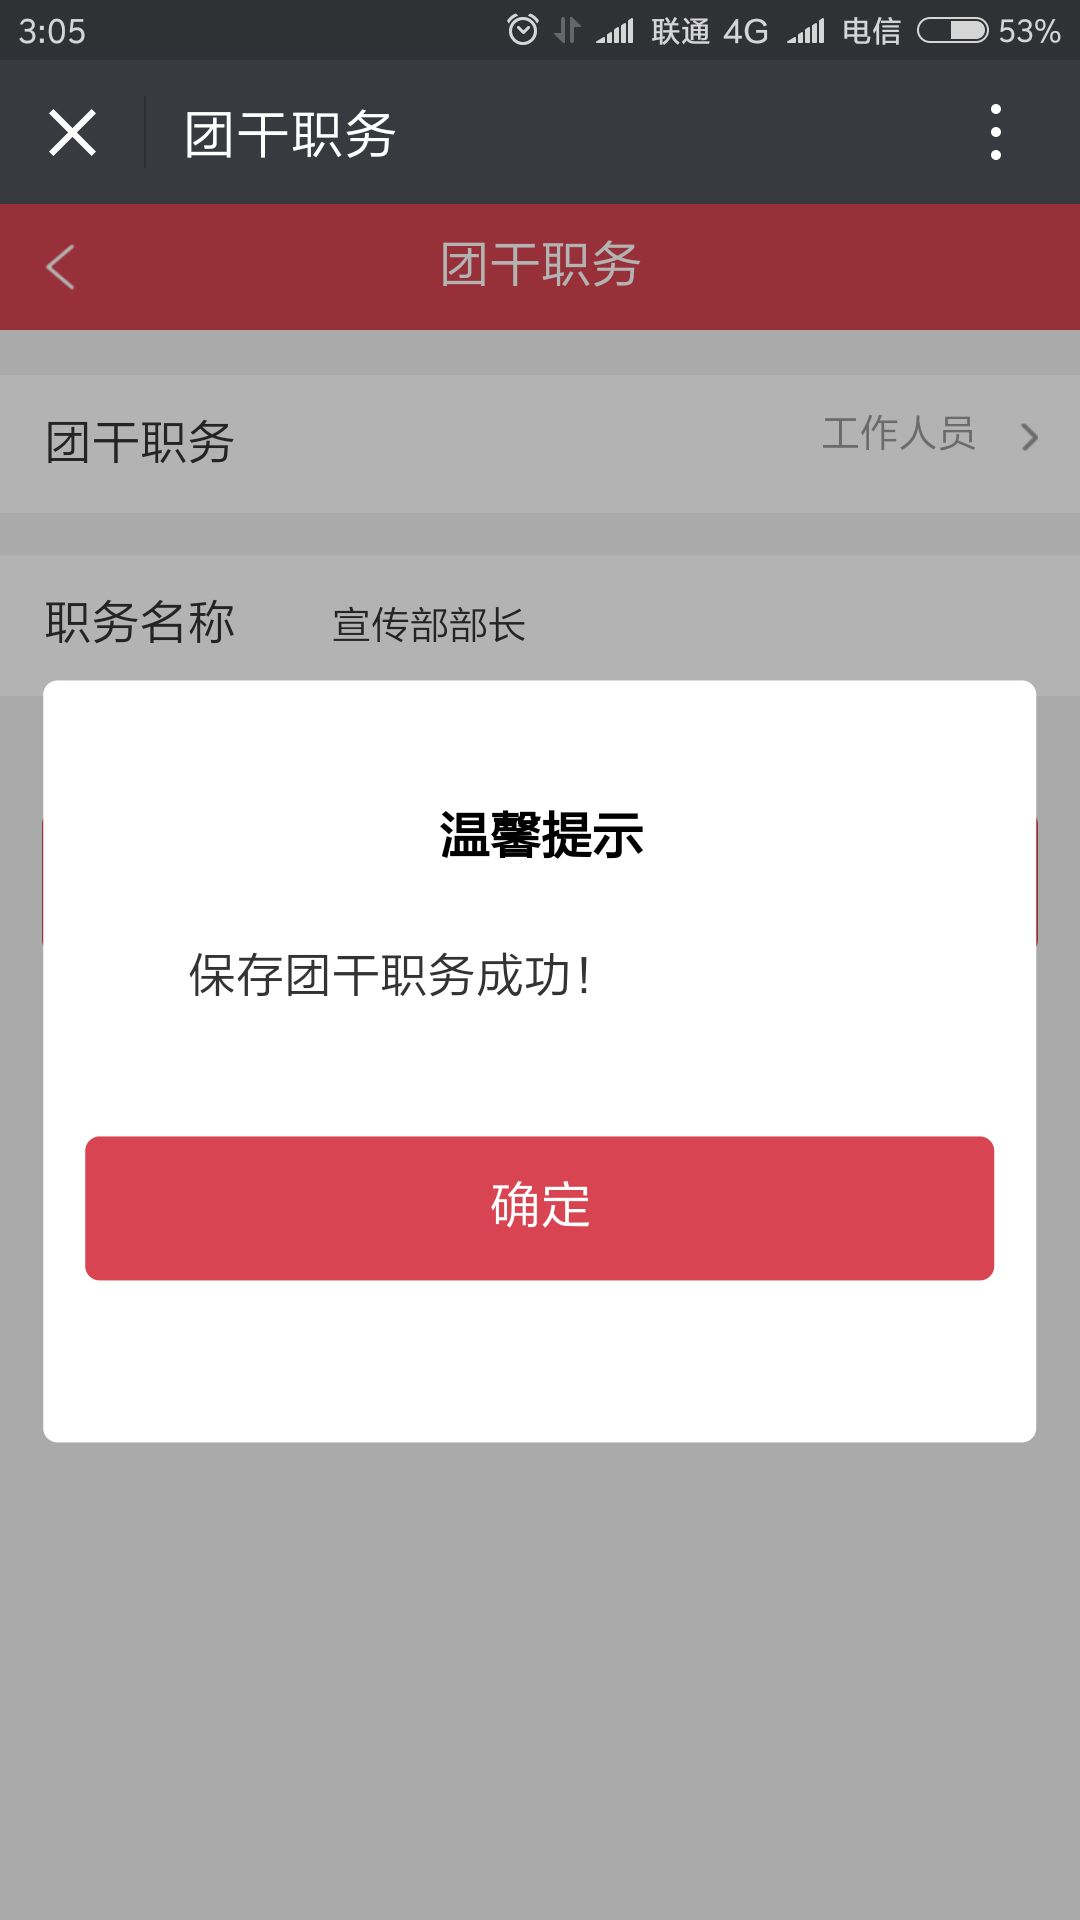 3:05 联通 4G 电信 53%
团干职务
团干职务
团干职务 工作人员
职务名称 宣传部部长
温馨提示
保存团干职务成功!
确定